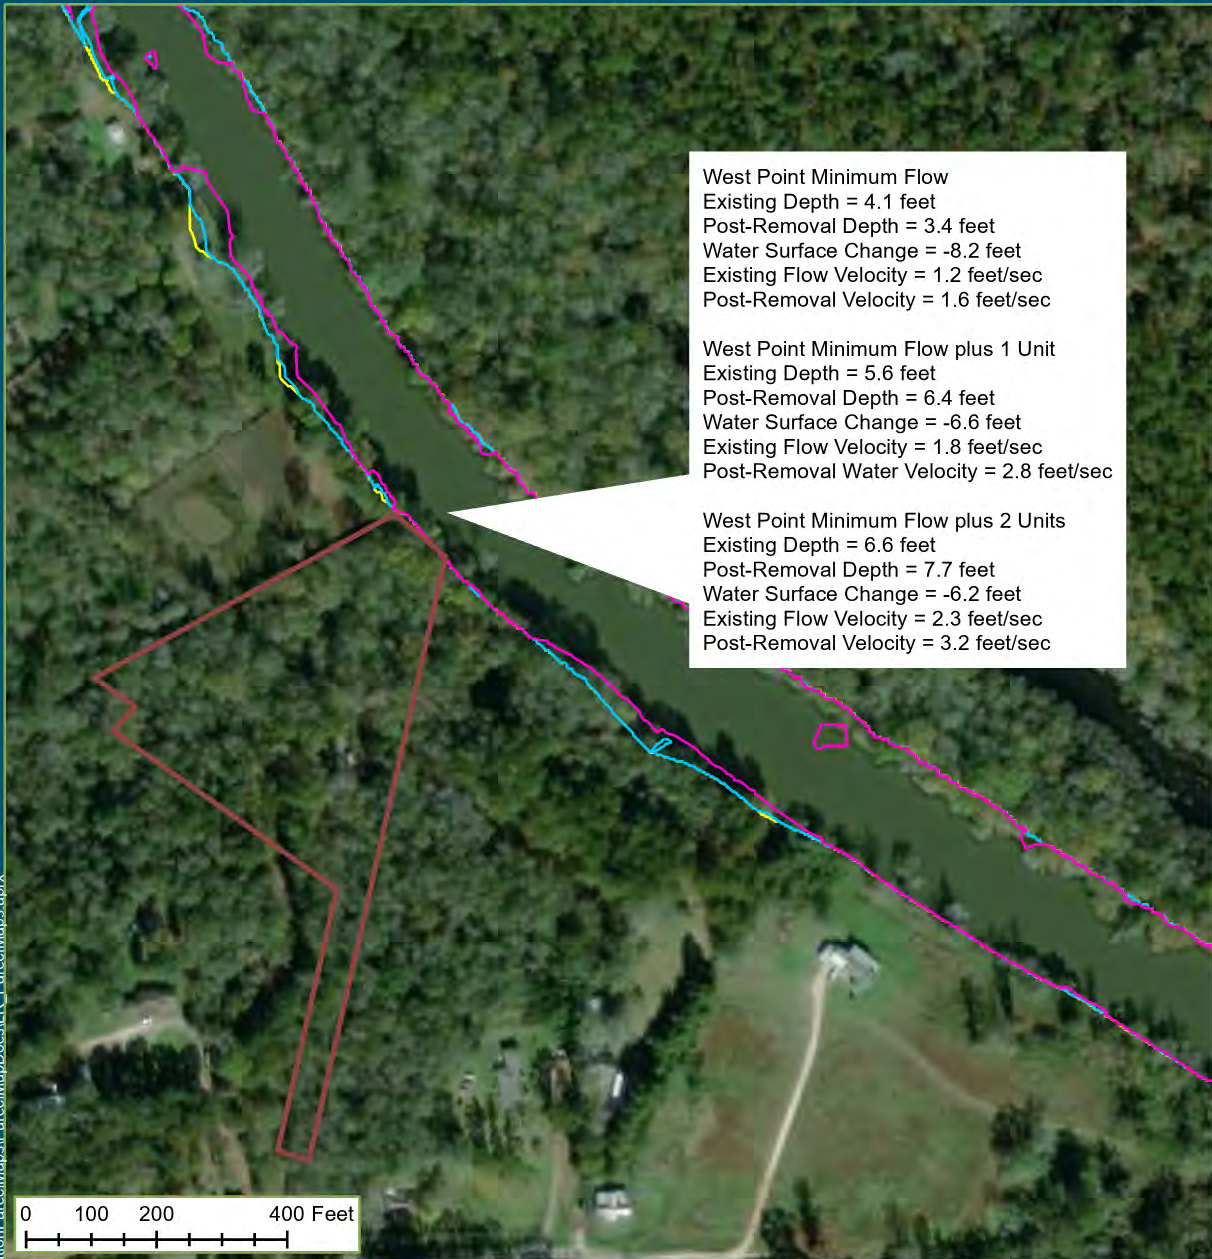 West Point Minimum Flow
Existing Depth = 4.1 feet
Post-Removal Depth = 3.4 feet
Water Surface Change = -8.2 feet
Existing Flow Velocity = 1.2 feet/sec
Post-Removal Velocity = 1.6 feet/sec
West Point Minimum Flow plus 1 Unit
Existing Depth = 5.6 feet
Post-Removal Depth = 6.4 feet
Water Surface Change = -6.6 feet
Existing Flow Velocity = 1.8 feet/sec
Post-Removal Water Velocity = 2.8 feet/sec
West Point Minimum Flow plus 2 Units
Existing Depth = 6.6 feet
Post-Removal Depth = 7.7 feet
Water Surface Change = -6.2 feet
Existing Flow Velocity = 2.3 feet/sec
Post-Removal Velocity = 3.2 feet/sec
0 100 200 400 Feet